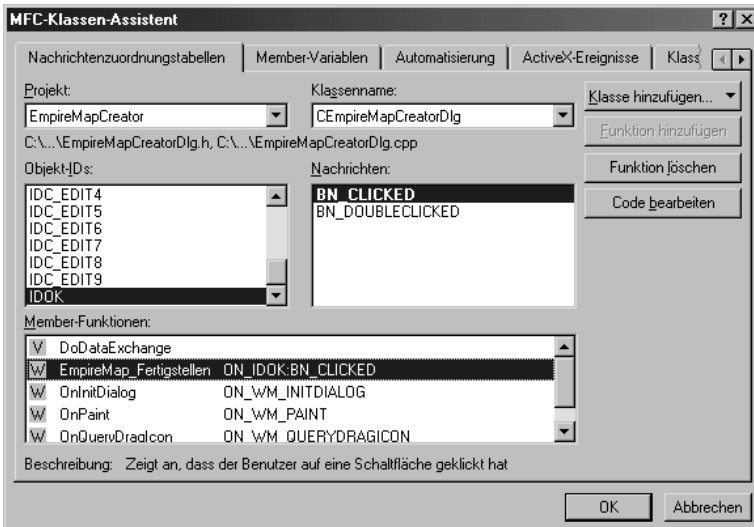 MFC-Klassen-Assistent
Nachrichtenzuordnungstabellen Member-Variablen Automatisierung ActiveX-Ereignisse Klass
Projekt: Klassenname: Klasse hinzufügen...
EmpireMapCreator CEmpireMapCreatorDlg
Funktion hinzufügen
C:\...\EmpireMapCreatorDlg.h, C:\...\EmpireMapCreatorDlg.cpp
Objekt-IDs: Nachrichten: Funktion löschen
IDC_EDIT4 BN_CLICKED
IDC_EDIT5 BN_DOUBLECLICKED Code bearbeiten
IDC_EDIT6
IDC_EDIT7
IDC_EDIT8
IDC_EDIT9
IDOK
Member-Funktionen:
V DoDataExchange
W EmpireMap_Fertigstellen ON_IDOK:BN_CLICKED
W OnInitDialog ON_WM_INITDIALOG
W OnPaint ON_WM_PAINT
W OnQueryDragIcon ON_WM_QUERYDRAGICON
Beschreibung: Zeigt an, dass der Benutzer auf eine Schaltfläche geklickt hat
OK Abbrechen